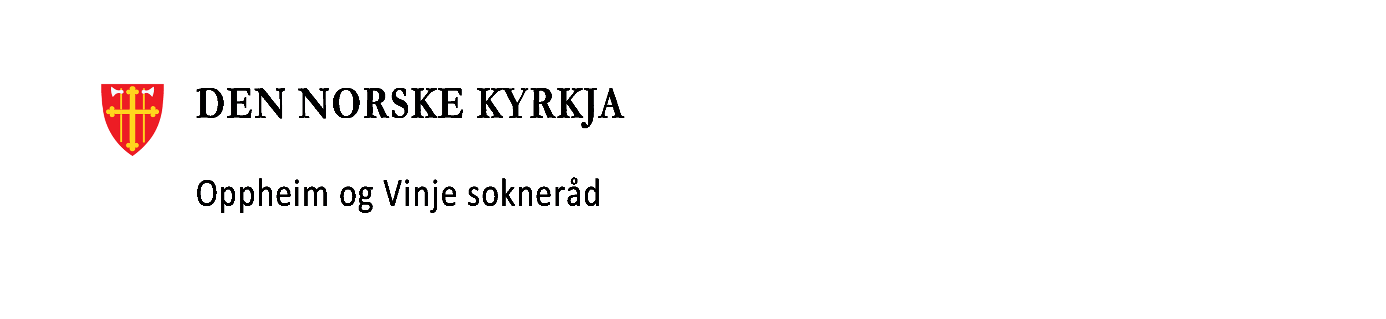 DEN NORSKE KYRKJA
Oppheim og Vinje sokneråd